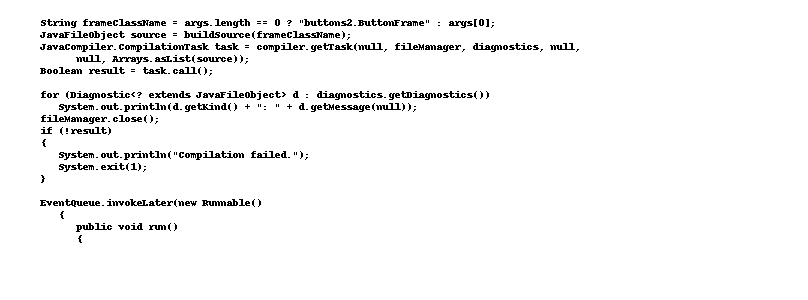 String frameClassName = args.length == 0 ? "buttons2.ButtonFrame" : args[0];
JavaFileObject source = buildSource(frameClassName);
JavaCompiler.CompilationTask task = compiler.getTask(null, fileManager, diagnostics, null,
      null, Arrays.asList(source));
Boolean result = task.call();

for (Diagnostic<? extends JavaFileObject> d : diagnostics.getDiagnostics())
   System.out.println(d.getKind() + ": " + d.getMessage(null));
fileManager.close();
if (!result)
{
   System.out.println("Compilation failed.");
   System.exit(1);
}

EventQueue.invokeLater(new Runnable()
   {
      public void run()
      {